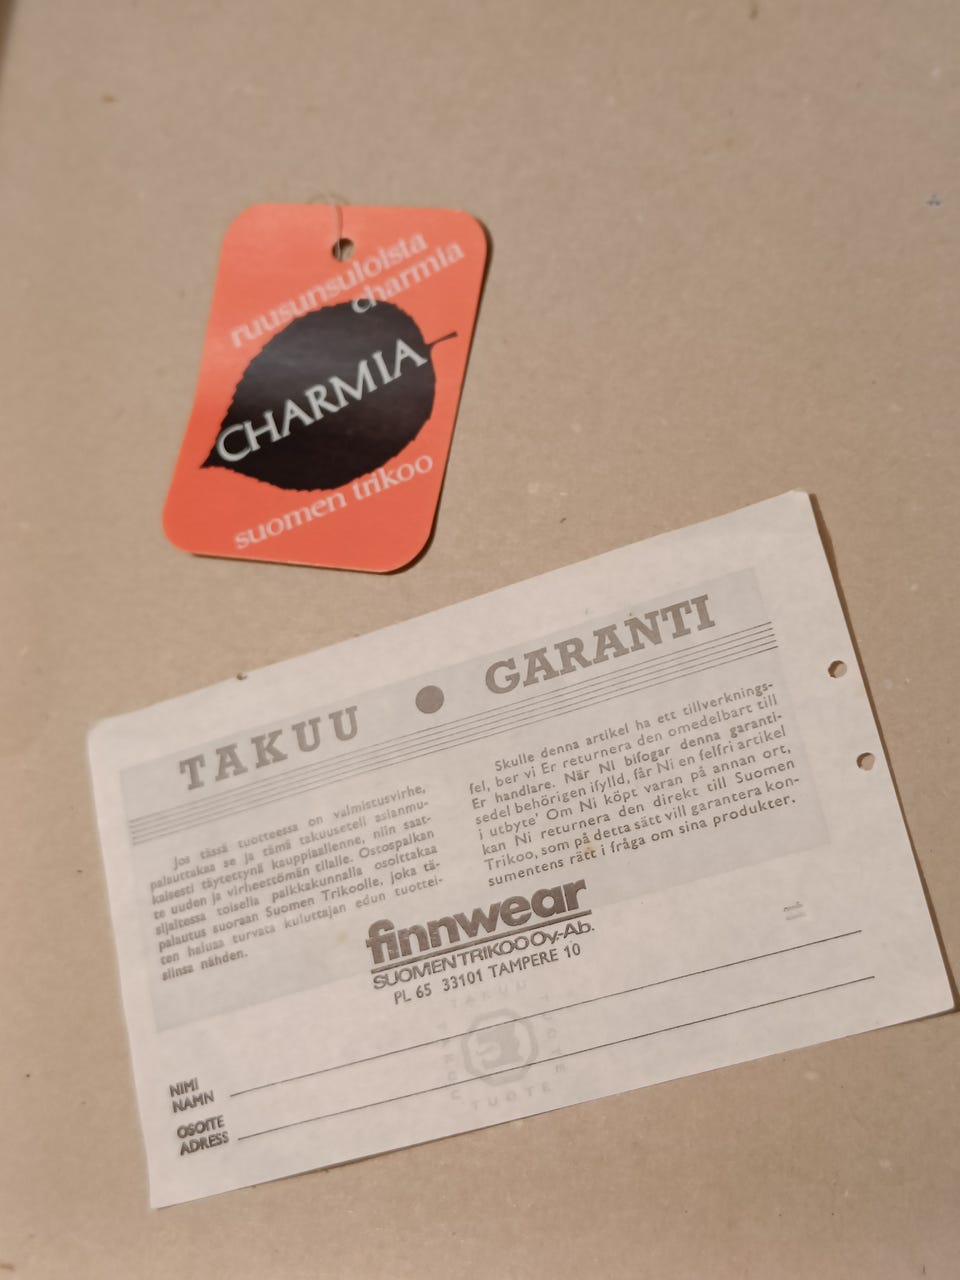 ruusunsuloista
charmia
CHARMIA
suomen trikoo
TAKUU ● GARANTI
Jos tässä tuotteessa on valmistusvirhe,
palauttakaa se ja tämä takuuseteli asianmu-
kaisesti täytettynä kauppiaallenne, niin saat-
te uuden ja virheettömän tilalle. Ostospaikan
sijaitessa toisella paikkakunnalla osoittakaa
palautus suoraan Suomen Trikoolle, joka tä-
ten haluaa turvata kuluttajan edun tuottei-
siinsa nähden.
Skulle denna artikel ha ett tillverknings-
fel, ber vi Er returnera den omedelbart till
Er handlare. När Ni bifogar denna garanti-
sedel behörigen ifylld, får Ni en felfri artikel
i utbyte' Om Ni köpt varan på annan ort,
kan Ni returnera den direkt till Suomen
Trikoo, som på detta sätt vill garantera kon-
sumentens rätt i fråga om sina produkter.
finnwear
SUOMEN TRIKOO Oy.-Ab.
PL 65 33101 TAMPERE 10
NIMI
NAMN
OSOITE
ADRESS